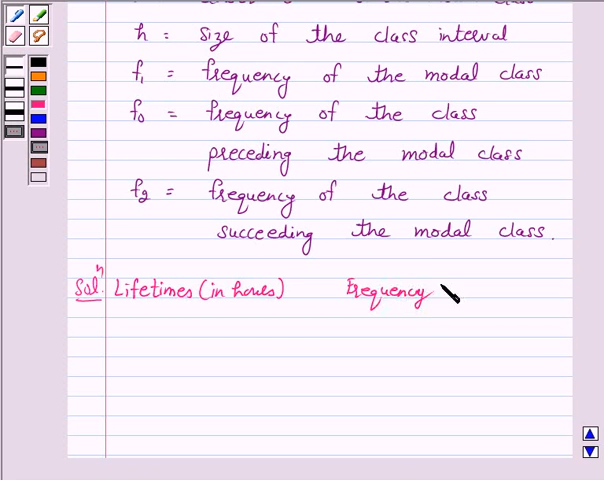 h = Size of the class interval
f₁ = frequency of the modal class
f₀ = frequency of the class
preceding the modal class
f₂ = frequency of the class
succeeding the modal class.
Solⁿ. Lifetimes (in hours) Frequency